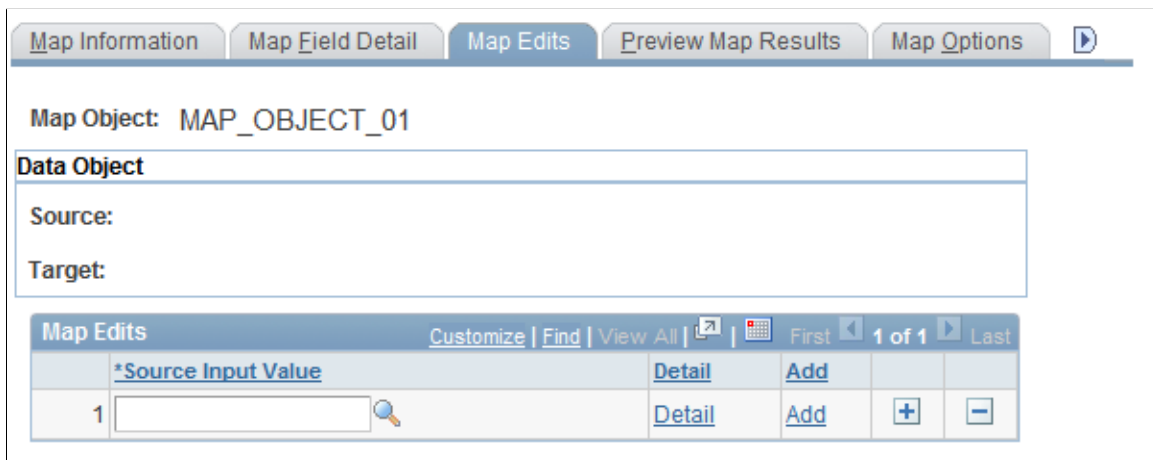 Map Information Map Field Detail Map Edits Preview Map Results Map Options
Map Object: MAP_OBJECT_01
Data Object
Source:
Target:
Map Edits Customize | Find | View All | | First 1 of 1 Last
*Source Input Value Detail Add
1 Detail Add